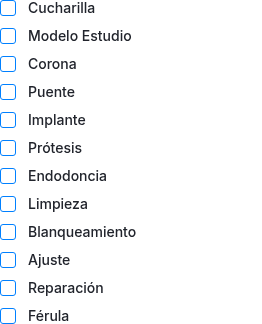 Cucharilla
Modelo Estudio
Corona
Puente
Implante
Prótesis
Endodoncia
Limpieza
Blanqueamiento
Ajuste
Reparación
Férula